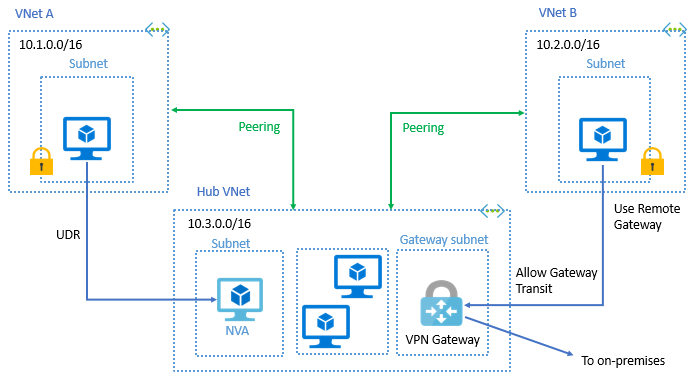 VNet A
VNet B
10.1.0.0/16
10.2.0.0/16
Subnet
Subnet
Peering
Peering
Hub VNet
Use Remote
Gateway
10.3.0.0/16
UDR
Subnet
Gateway subnet
Allow Gateway
Transit
NVA
VPN Gateway
To on-premises